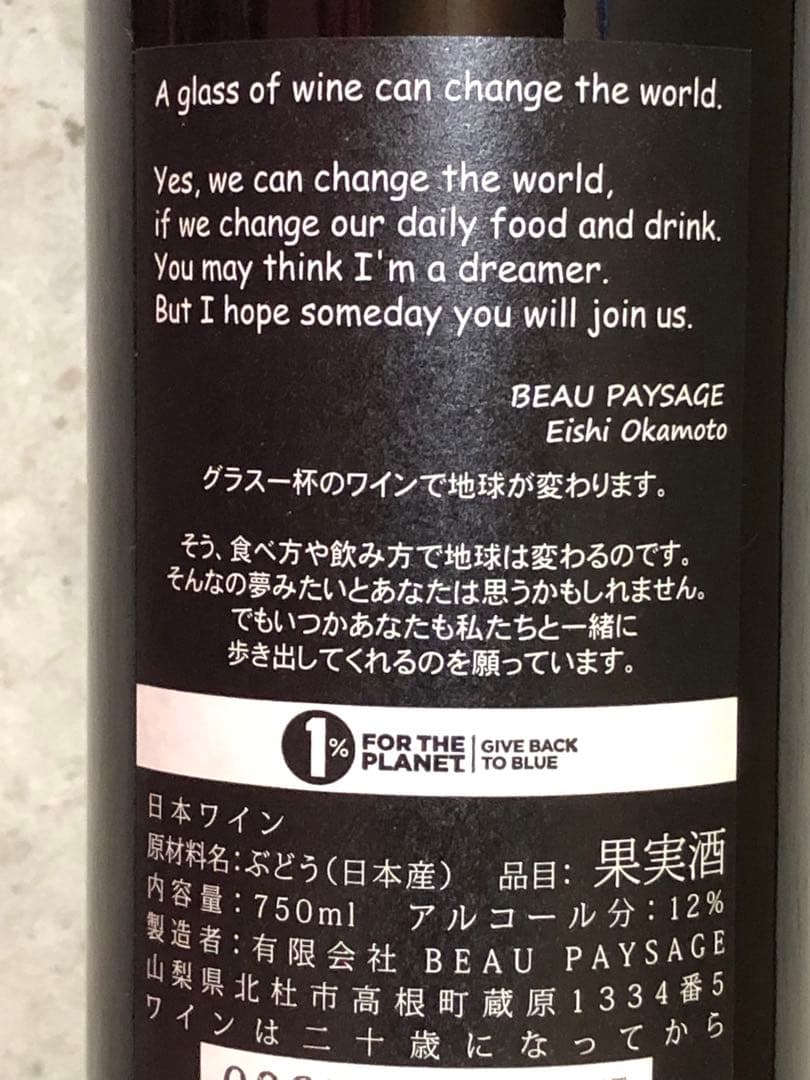 A glass of wine can change the world.
Yes, we can change the world,
if we change our daily food and drink.
You may think I'm a dreamer.
But I hope someday you will join us.
BEAU PAYSAGE
Eishi Okamoto
グラス一杯のワインで地球が変わります。
そう、食べ方や飲み方で地球は変わるのです。
そんなの夢みたいとあなたは思うかもしれません。
でもいつかあなたも私たちと一緒に
歩き出してくれるのを願っています。
1% FOR THE PLANET | GIVE BACK TO BLUE
日本ワイン
原材料名：ぶどう（日本産） 品目：果実酒
内容量：750ml アルコール分：12%
製造者：有限会社 BEAU PAYSAGE
山梨県北杜市高根町蔵原1334番5
ワインは二十歳になってから